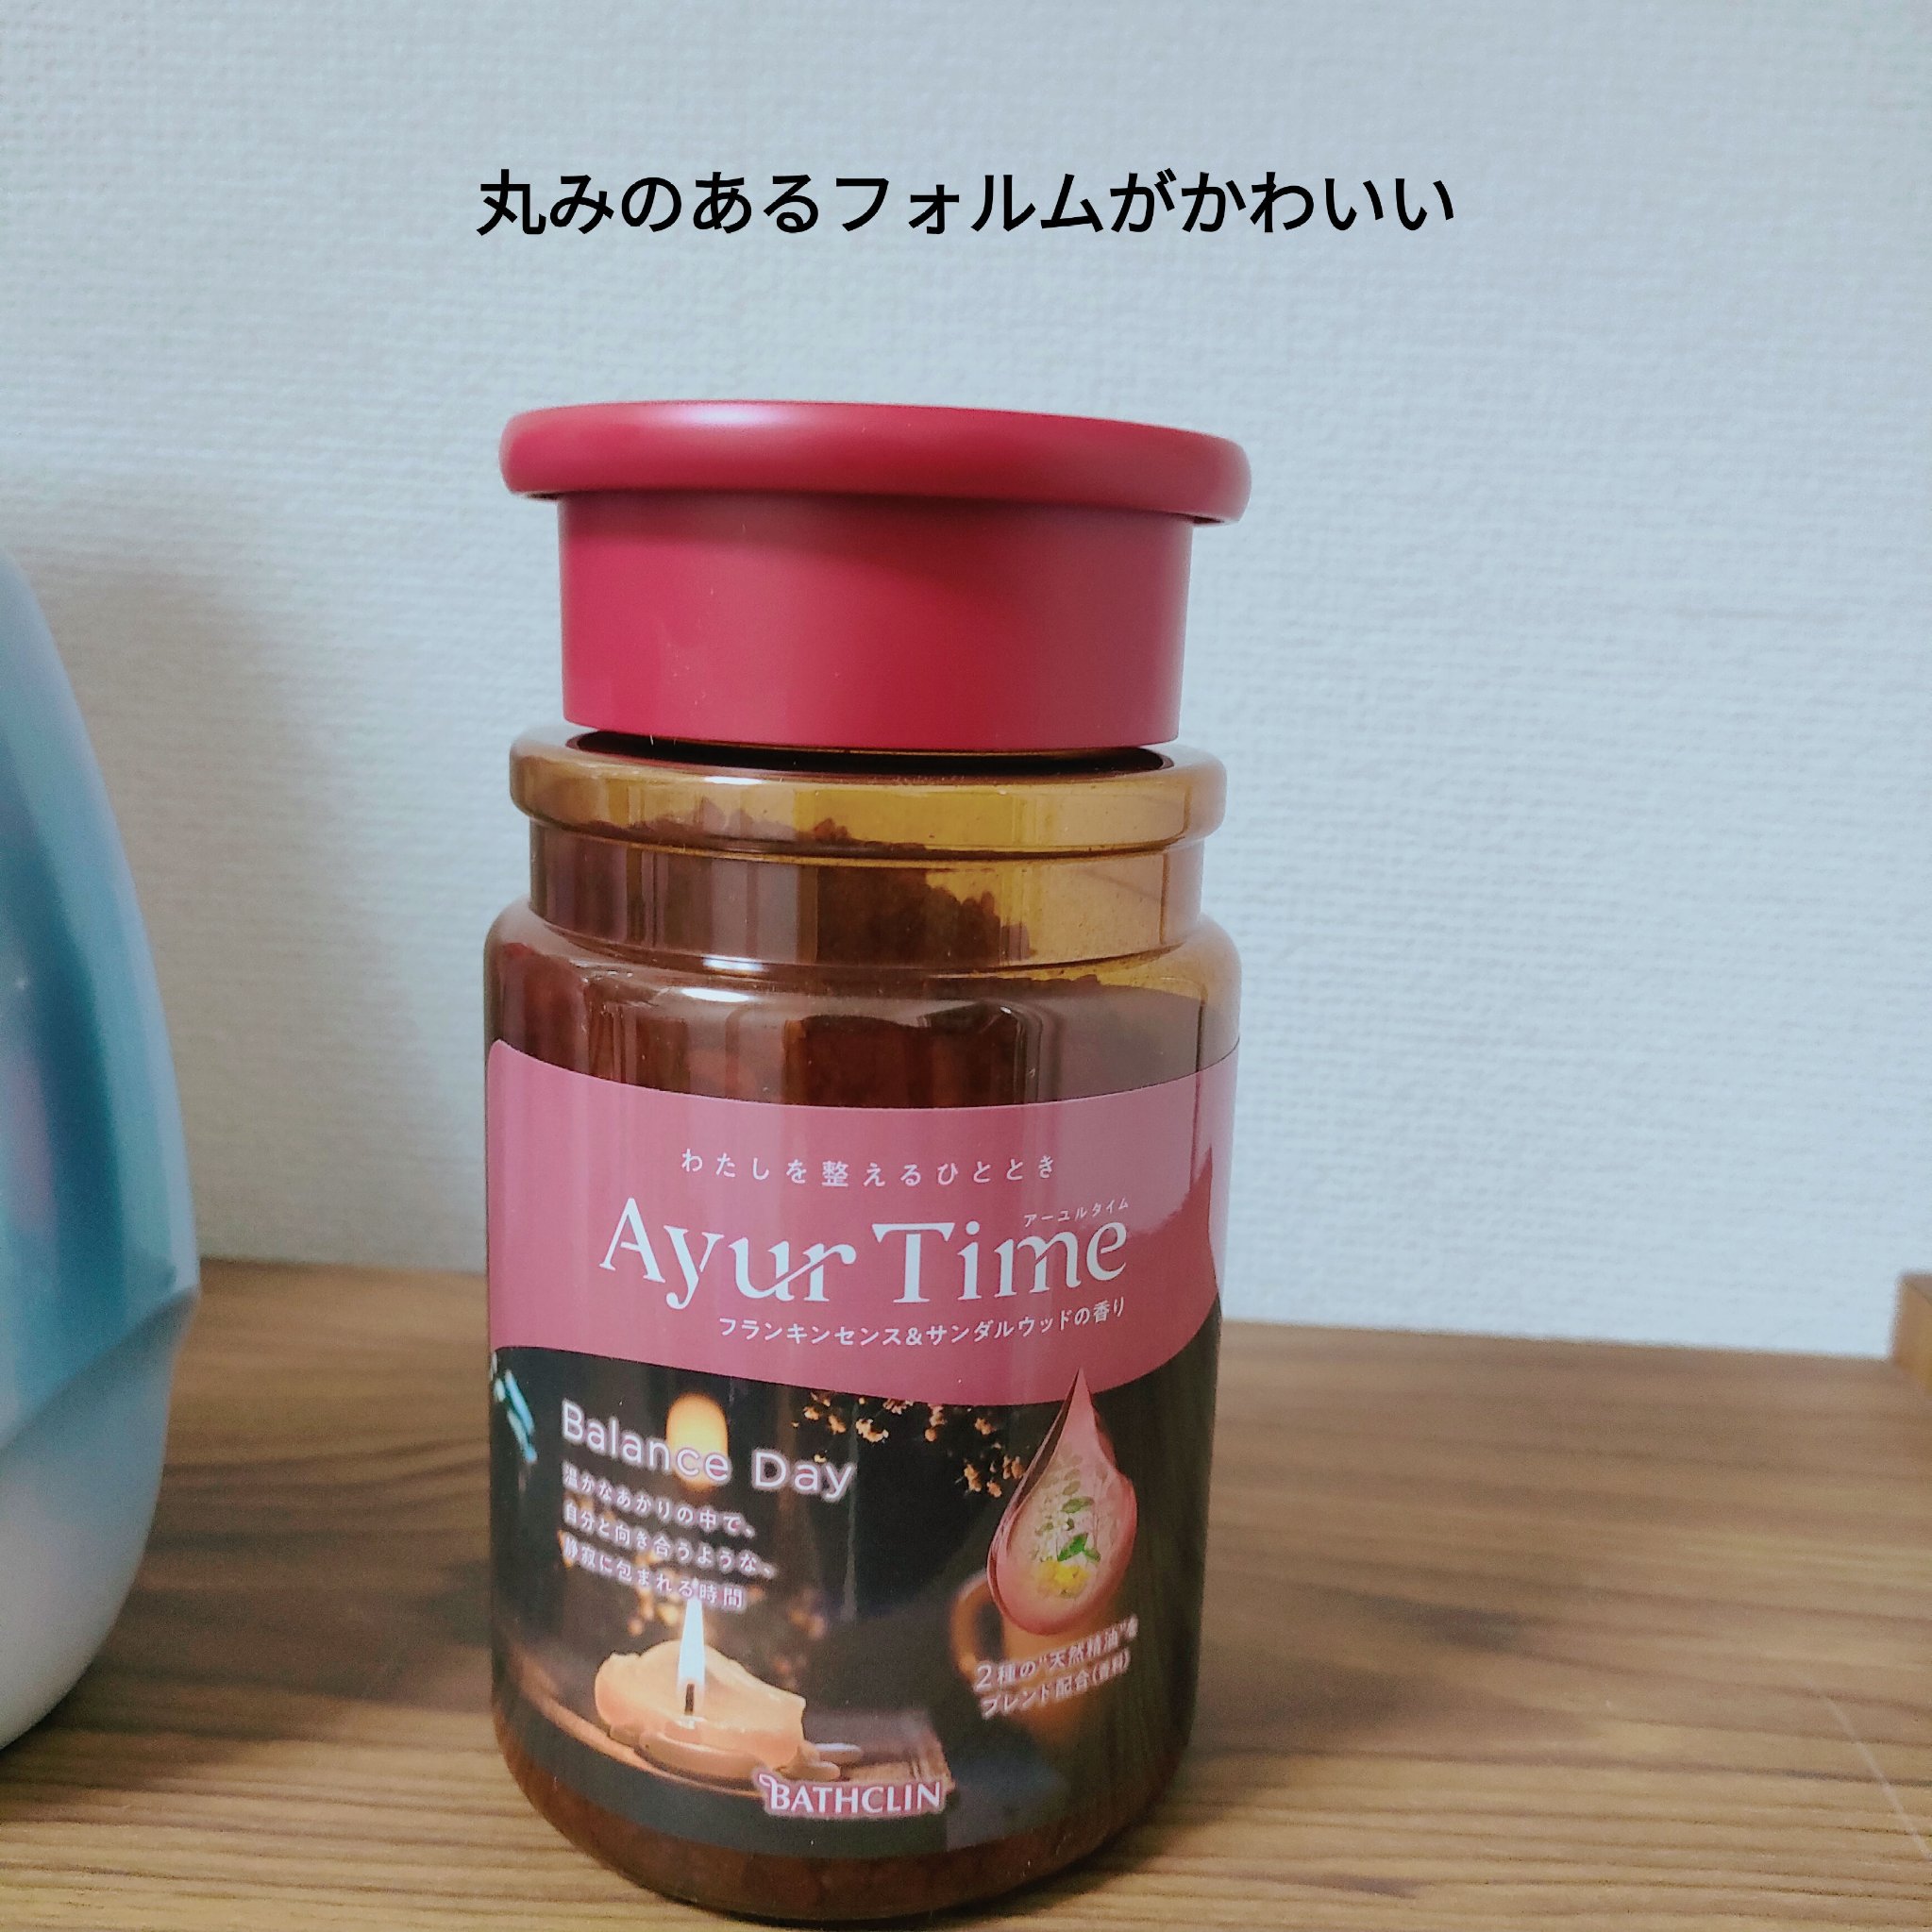 丸みのあるフォルムがかわいい
わたしを整えるひととき
アーユルタイム
Ayur Time
フランキンセンス&サンダルウッドの香り
Balance Day
温かなあかりの中で、
自分と向き合うような、
静寂に包まれる時間
2種の"天然精油"を
ブレンド配合(香料)
BATHCLIN